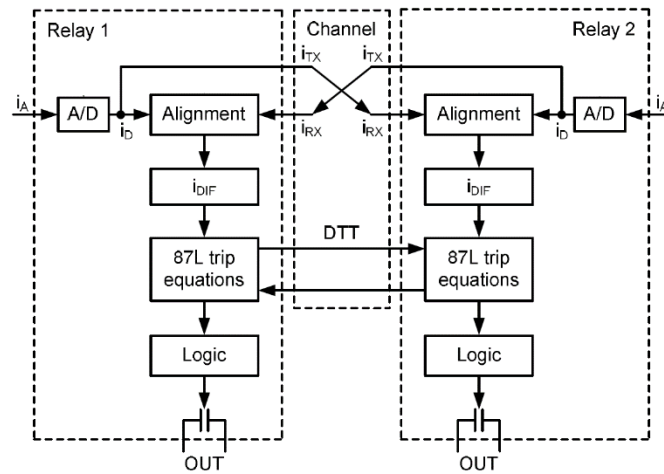 Relay 1
Channel
Relay 2
iTX
iTX
iA
A/D
iD
Alignment
iRX
iRX
Alignment
iD
A/D
iA
iDIF
iDIF
87L trip
equations
DTT
87L trip
equations
Logic
Logic
OUT
OUT